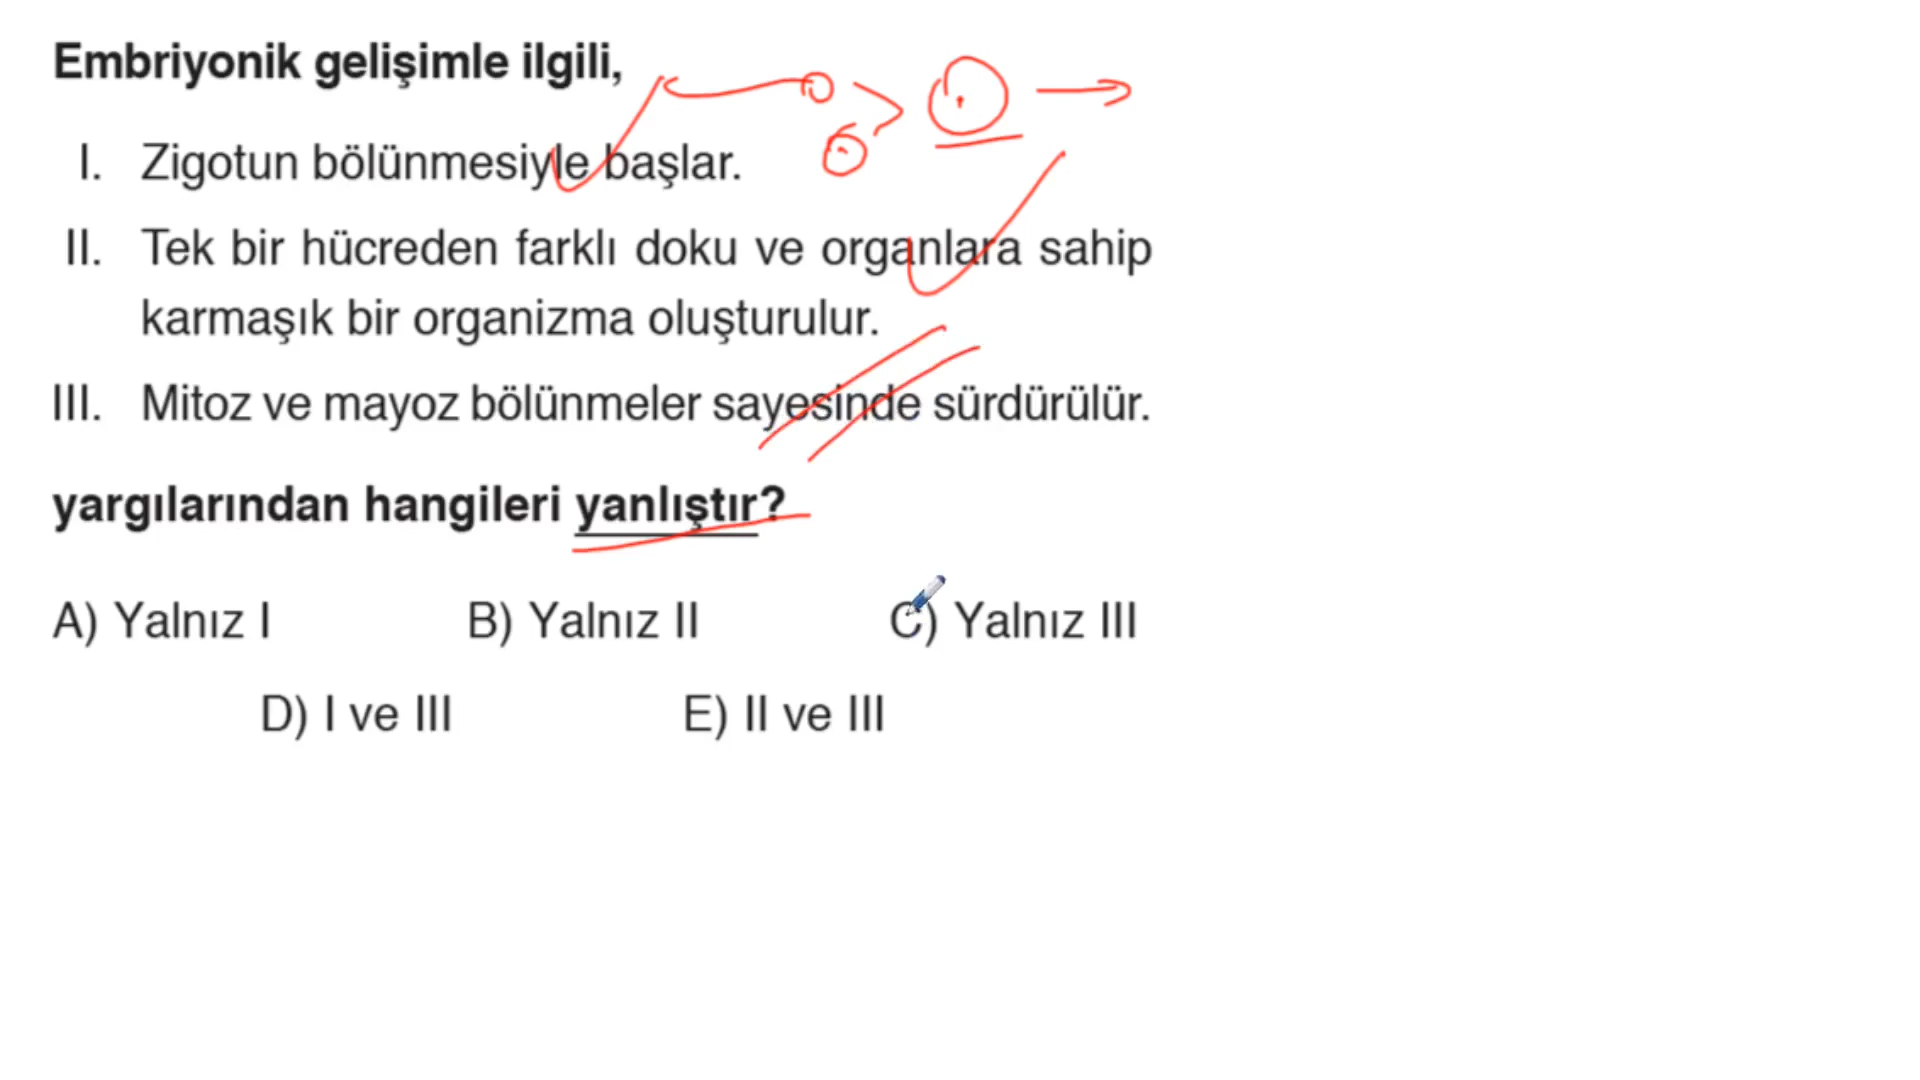 Embriyonik gelişimle ilgili,
I. Zigotun bölünmesiyle başlar.
II. Tek bir hücreden farklı doku ve organlara sahip
karmaşık bir organizma oluşturulur.
III. Mitoz ve mayoz bölünmeler sayesinde sürdürülür.
yargılarından hangileri yanlıştır?
A) Yalnız I B) Yalnız II C) Yalnız III
D) I ve III E) II ve III